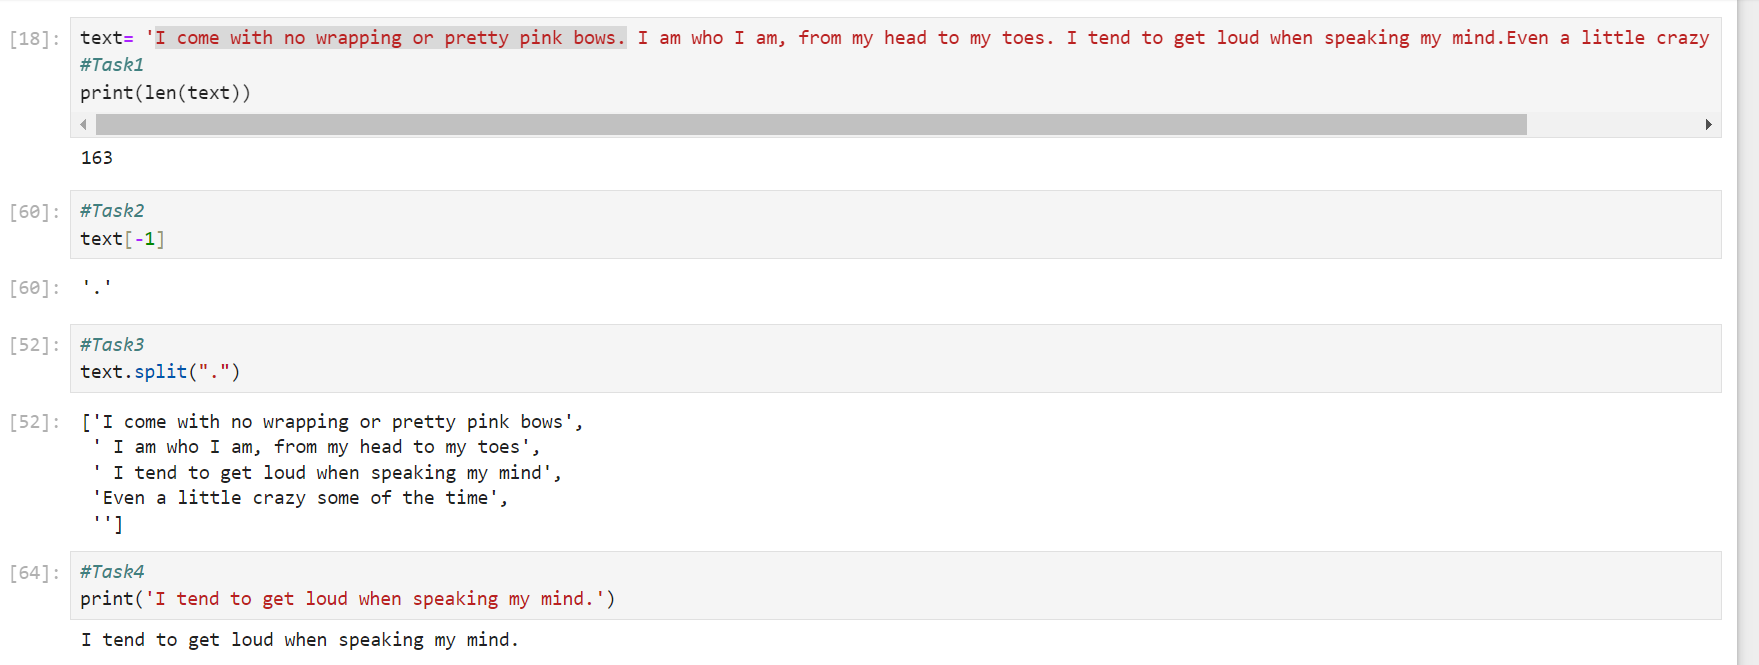 [18]: text= 'I come with no wrapping or pretty pink bows. I am who I am, from my head to my toes. I tend to get loud when speaking my mind.Even a little crazy
#Task1
print(len(text))
163
[60]: #Task2
text[-1]
[60]: '.'
[52]: #Task3
text.split(".")
[52]: ['I come with no wrapping or pretty pink bows',
' I am who I am, from my head to my toes',
' I tend to get loud when speaking my mind',
'Even a little crazy some of the time',
'']
[64]: #Task4
print('I tend to get loud when speaking my mind.')
I tend to get loud when speaking my mind.